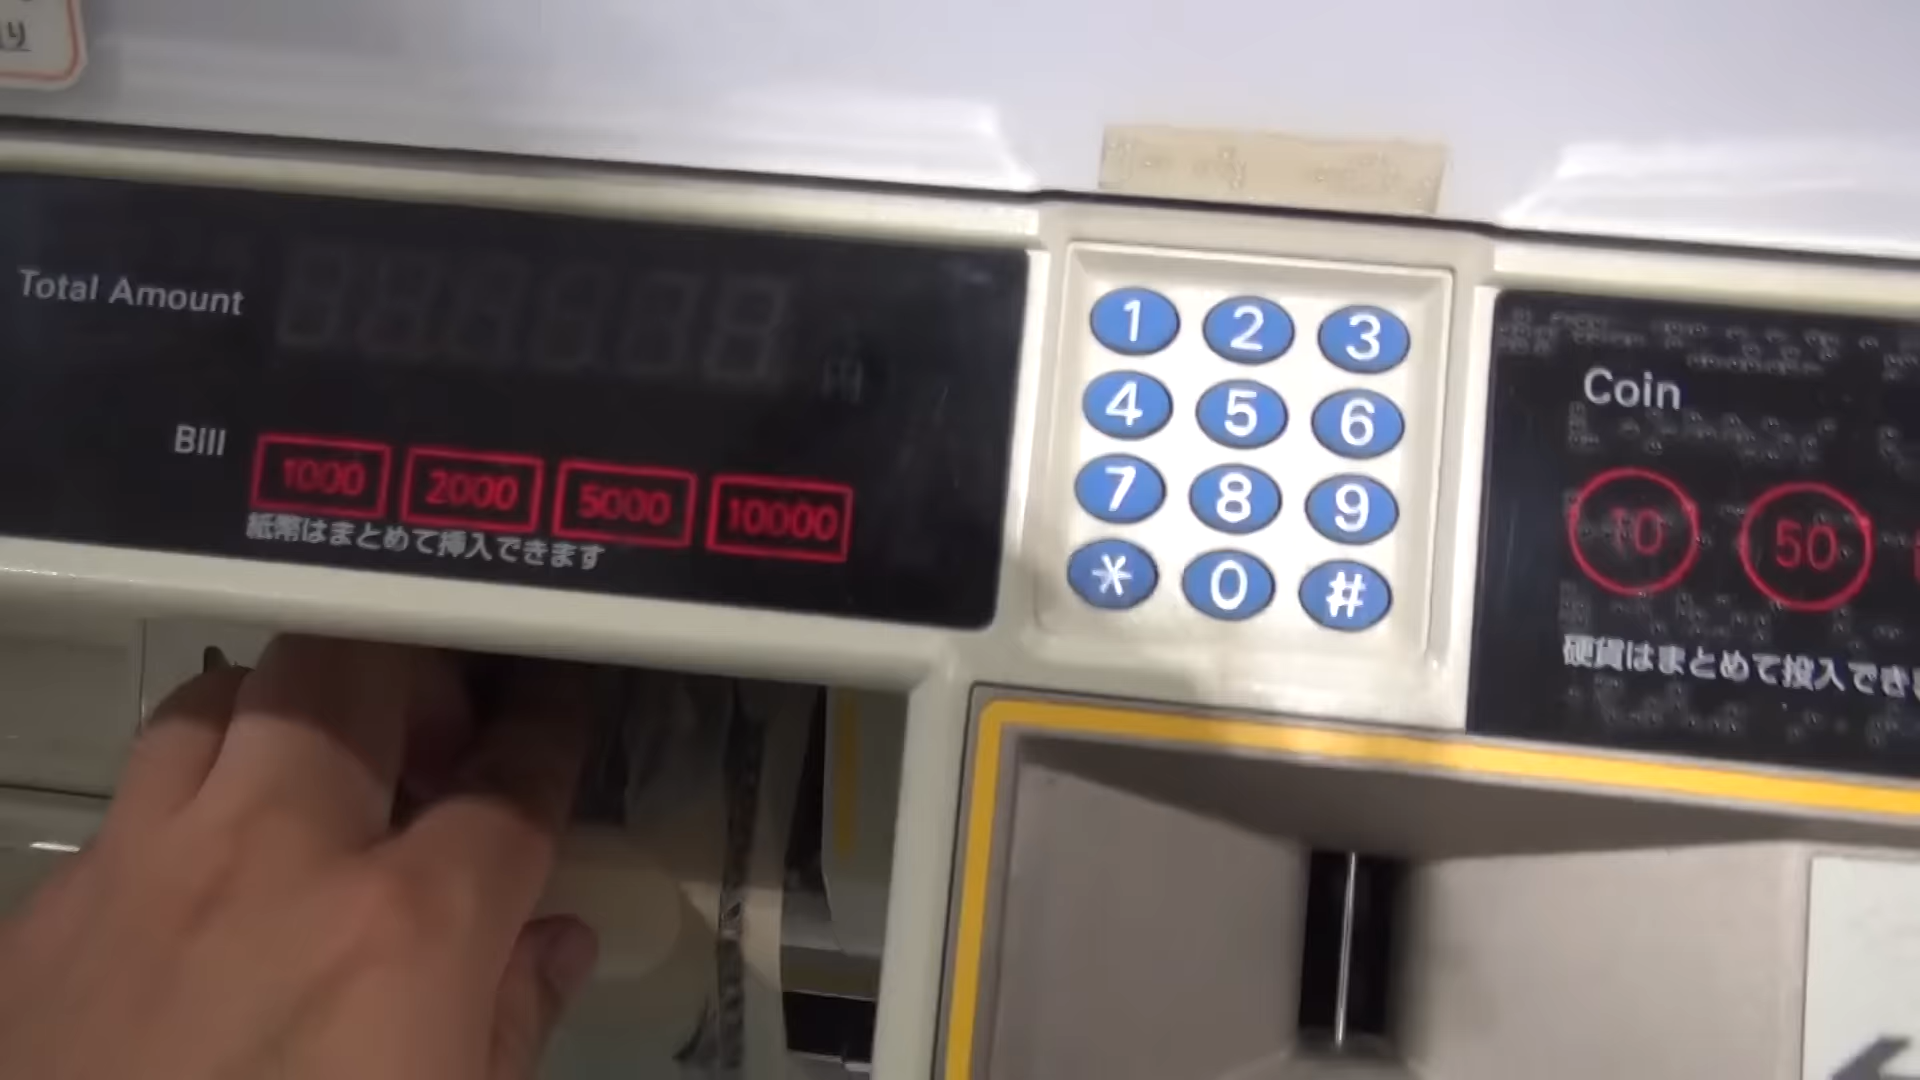 り
Total Amount
円
Bill
1000 2000 5000 10000
紙幣はまとめて挿入できます
1 2 3
4 5 6
7 8 9
* 0 #
Coin
10 50
硬貨はまとめて投入でき